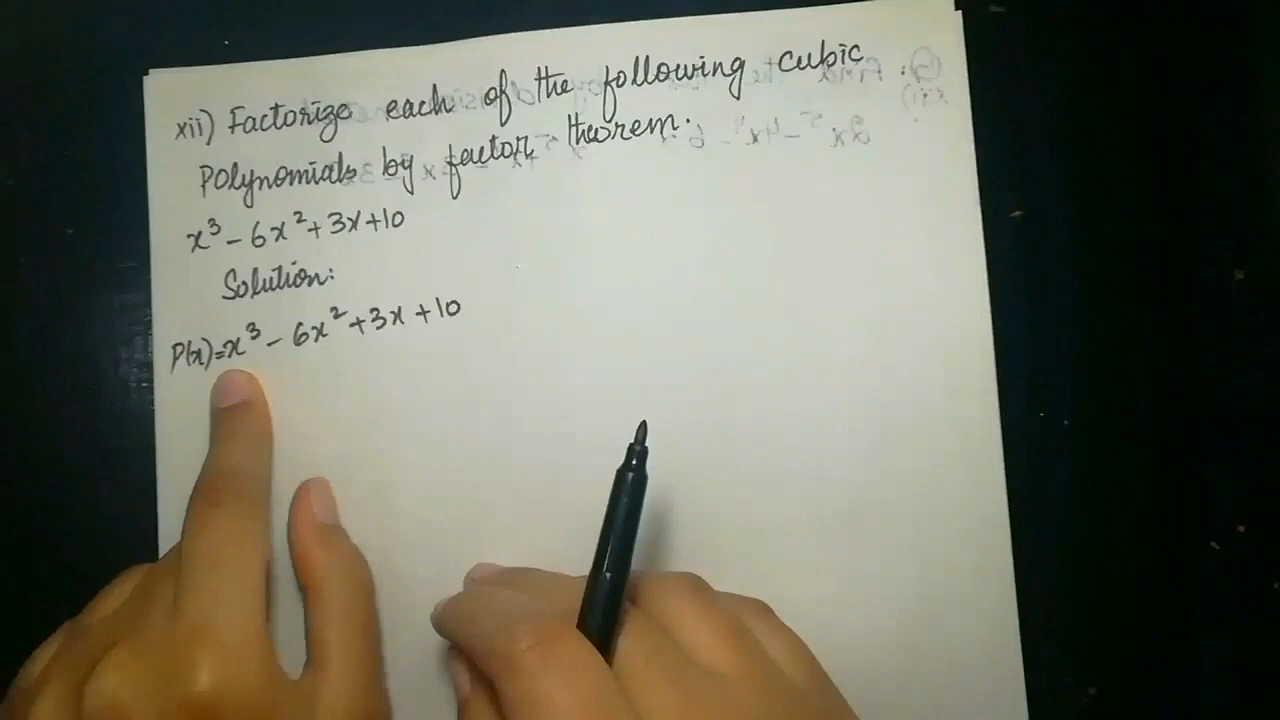 xii) Factorize each of the following cubic
Polynomials by factor theorem.
x³ - 6x² + 3x + 10
Solution:
P(x) = x³ - 6x² + 3x + 10